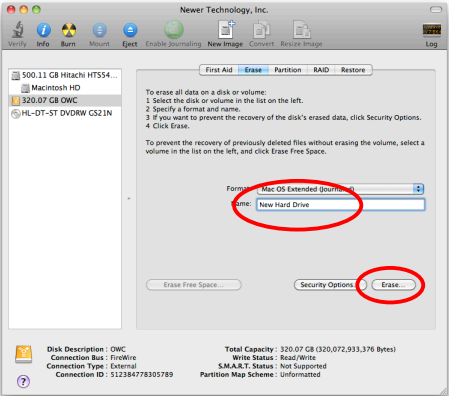 Newer Technology, Inc.
Verify Info Burn Mount Eject Enable Journaling New Image Convert Resize Image Log
500.11 GB Hitachi HTS54...
Macintosh HD
320.07 GB OWC
HL-DT-ST DVDRW GS21N
First Aid Erase Partition RAID Restore
To erase all data on a disk or volume:
1 Select the disk or volume in the list on the left.
2 Specify a format and name.
3 If you want to prevent the recovery of the disk's erased data, click Security Options.
4 Click Erase.
To prevent the recovery of previously deleted files without erasing the volume, select a
volume in the list on the left, and click Erase Free Space.
Format: Mac OS Extended (Journaled)
Name: New Hard Drive
Erase Free Space... Security Options... Erase...
Disk Description : OWC
Connection Bus : FireWire
Connection Type : External
Connection ID : 512384778305789
Total Capacity : 320.07 GB (320,072,933,376 Bytes)
Write Status : Read/Write
S.M.A.R.T. Status : Not Supported
Partition Map Scheme : Unformatted
?